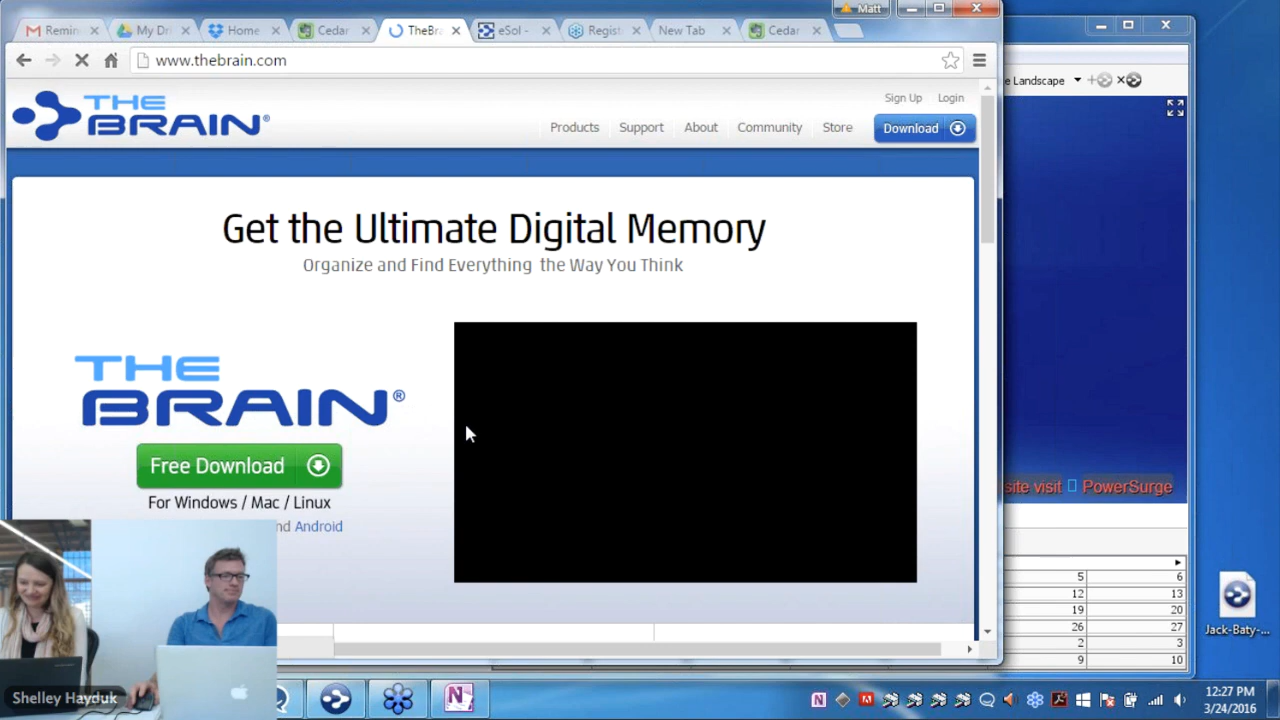 Matt
Remin
My Dri
Home
Cedar
TheBra
eSol -
Regist
New Tab
Cedar
www.thebrain.com
e Landscape
THE
BRAIN®
Sign Up
Login
Products
Support
About
Community
Store
Download
Get the Ultimate Digital Memory
Organize and Find Everything the Way You Think
THE
BRAIN®
Free Download
For Windows / Mac / Linux
nd Android
site visit
PowerSurge
5 6
12 13
19 20
26 27
2 3
9 10
Jack-Baty-...
Shelley Hayduk
12:27 PM
3/24/2016